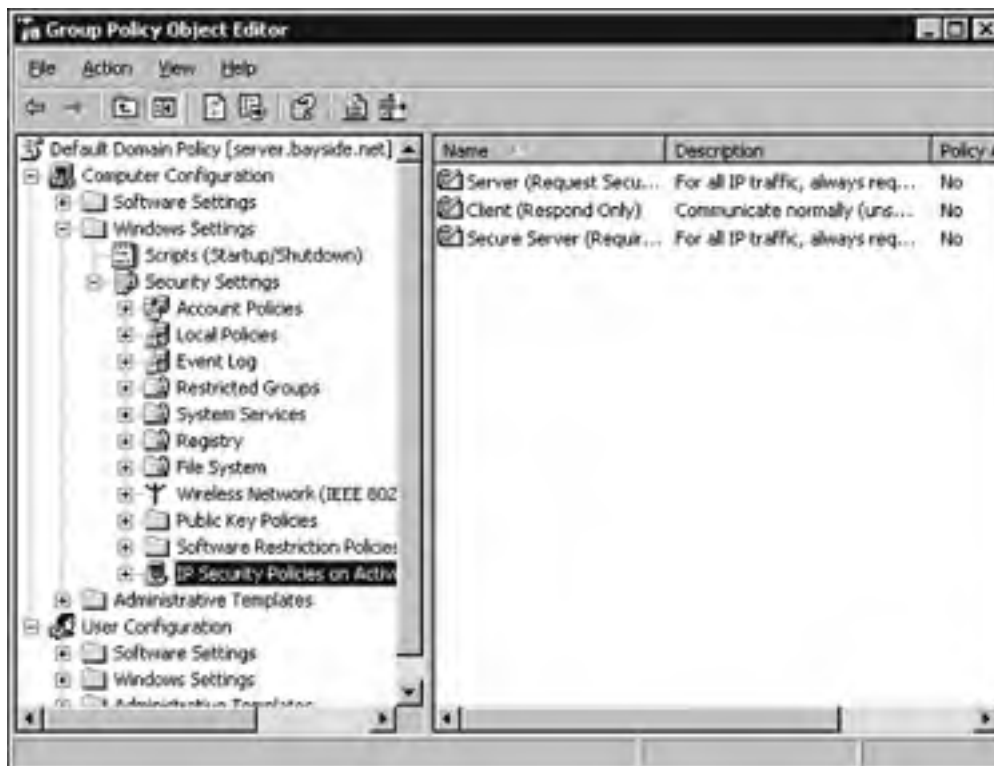 Group Policy Object Editor
File Action View Help
Default Domain Policy [server.bayside.net]
Computer Configuration
Software Settings
Windows Settings
Scripts (Startup/Shutdown)
Security Settings
Account Policies
Local Policies
Event Log
Restricted Groups
System Services
Registry
File System
Wireless Network (IEEE 802
Public Key Policies
Software Restriction Policies
IP Security Policies on Activ
Administrative Templates
User Configuration
Software Settings
Windows Settings
Administrative Templates
Name Description Policy A
Server (Request Secu... For all IP traffic, always req... No
Client (Respond Only) Communicate normally (uns... No
Secure Server (Requir... For all IP traffic, always req... No